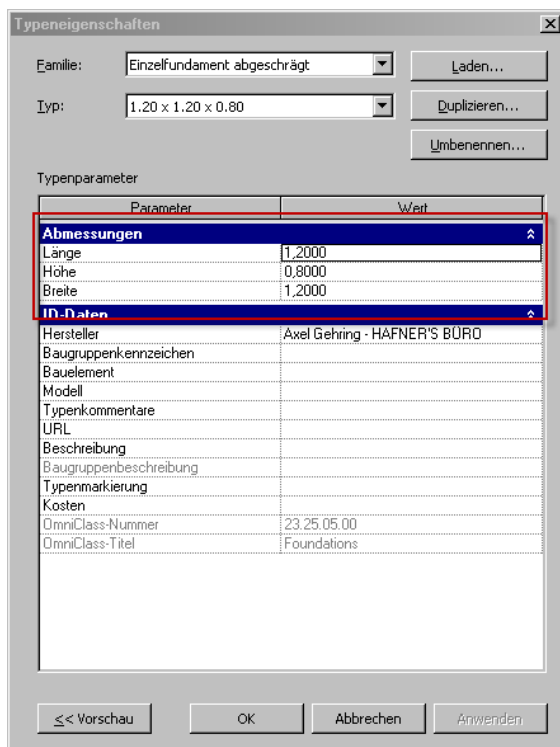 Typeneigenschaften
Familie: Einzelfundament abgeschrägt Laden...
Typ: 1.20 x 1.20 x 0.80 Duplizieren...
Umbenennen...
Typenparameter
Parameter Wert
Abmessungen
Länge 1,2000
Höhe 0,8000
Breite 1,2000
ID-Daten
Hersteller Axel Gehring - HAFNER'S BÜRO
Baugruppenkennzeichen
Bauelement
Modell
Typenkommentare
URL
Beschreibung
Baugruppenbeschreibung
Typenmarkierung
Kosten
OmniClass-Nummer 23.25.05.00
OmniClass-Titel Foundations
<< Vorschau OK Abbrechen Anwenden